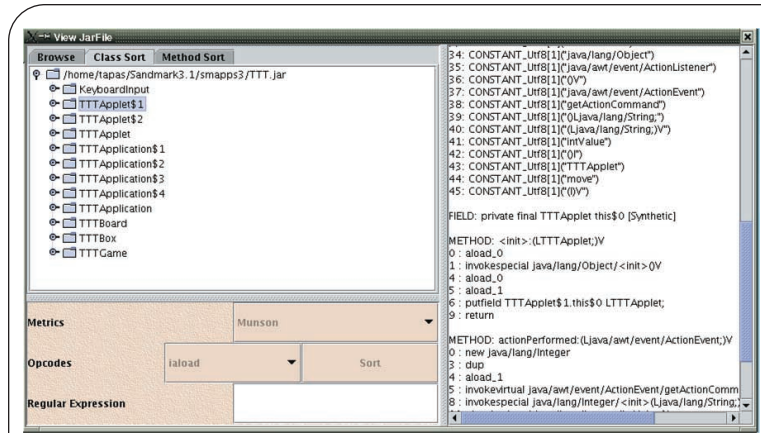 View JarFile
Browse Class Sort Method Sort
/home/tapas/Sandmark3.1/smapps3/TTT.jar
KeyboardInput
TTTApplet$1
TTTApplet$2
TTTApplet
TTTApplication$1
TTTApplication$2
TTTApplication$3
TTTApplication$4
TTTApplication
TTTBoard
TTTBox
TTTGame
Metrics Munson
Opcodes iaload Sort
Regular Expression
34: CONSTANT_Utf8[1]("java/lang/Object")
35: CONSTANT_Utf8[1]("java/awt/event/ActionListener")
36: CONSTANT_Utf8[1]("()V")
37: CONSTANT_Utf8[1]("java/awt/event/ActionEvent")
38: CONSTANT_Utf8[1]("getActionCommand")
39: CONSTANT_Utf8[1]("()Ljava/lang/String;")
40: CONSTANT_Utf8[1]("(Ljava/lang/String;)V")
41: CONSTANT_Utf8[1]("intValue")
42: CONSTANT_Utf8[1]("()I")
43: CONSTANT_Utf8[1]("TTTApplet")
44: CONSTANT_Utf8[1]("move")
45: CONSTANT_Utf8[1]("(I)V")
FIELD: private final TTTApplet this$0 [Synthetic]
METHOD: <init>:(LTTTApplet;)V
0 : aload_0
1 : invokespecial java/lang/Object/<init>()V
4 : aload_0
5 : aload_1
6 : putfield TTTApplet$1.this$0 LTTTApplet;
9 : return
METHOD: actionPerformed:(Ljava/awt/event/ActionEvent;)V
0 : new java/lang/Integer
3 : dup
4 : aload_1
5 : invokevirtual java/awt/event/ActionEvent/getActionComm
8 : invokespecial java/lang/Integer/<init>(Ljava/lang/String;)